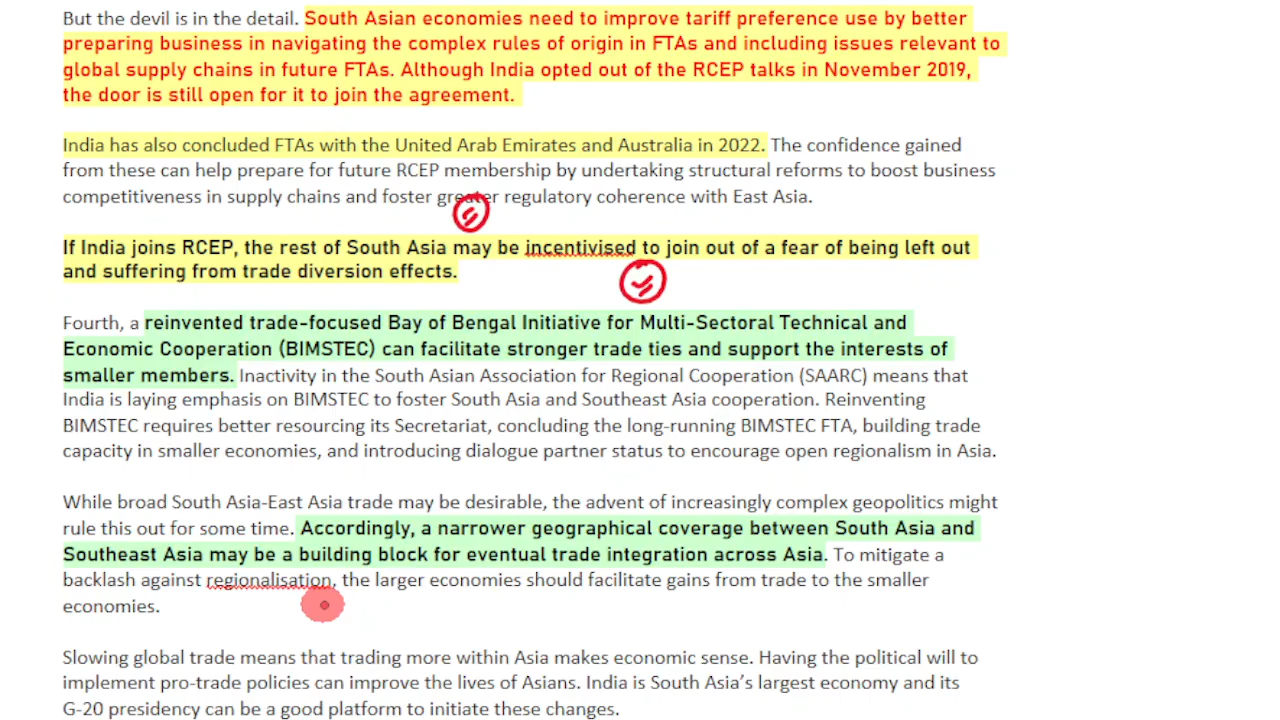 But the devil is in the detail. South Asian economies need to improve tariff preference use by better
preparing business in navigating the complex rules of origin in FTAs and including issues relevant to
global supply chains in future FTAs. Although India opted out of the RCEP talks in November 2019,
the door is still open for it to join the agreement.
India has also concluded FTAs with the United Arab Emirates and Australia in 2022. The confidence gained
from these can help prepare for future RCEP membership by undertaking structural reforms to boost business
competitiveness in supply chains and foster greater regulatory coherence with East Asia.
If India joins RCEP, the rest of South Asia may be incentivised to join out of a fear of being left out
and suffering from trade diversion effects.
Fourth, a reinvented trade-focused Bay of Bengal Initiative for Multi-Sectoral Technical and
Economic Cooperation (BIMSTEC) can facilitate stronger trade ties and support the interests of
smaller members. Inactivity in the South Asian Association for Regional Cooperation (SAARC) means that
India is laying emphasis on BIMSTEC to foster South Asia and Southeast Asia cooperation. Reinventing
BIMSTEC requires better resourcing its Secretariat, concluding the long-running BIMSTEC FTA, building trade
capacity in smaller economies, and introducing dialogue partner status to encourage open regionalism in Asia.
While broad South Asia-East Asia trade may be desirable, the advent of increasingly complex geopolitics might
rule this out for some time. Accordingly, a narrower geographical coverage between South Asia and
Southeast Asia may be a building block for eventual trade integration across Asia. To mitigate a
backlash against regionalisation, the larger economies should facilitate gains from trade to the smaller
economies.
Slowing global trade means that trading more within Asia makes economic sense. Having the political will to
implement pro-trade policies can improve the lives of Asians. India is South Asia's largest economy and its
G-20 presidency can be a good platform to initiate these changes.